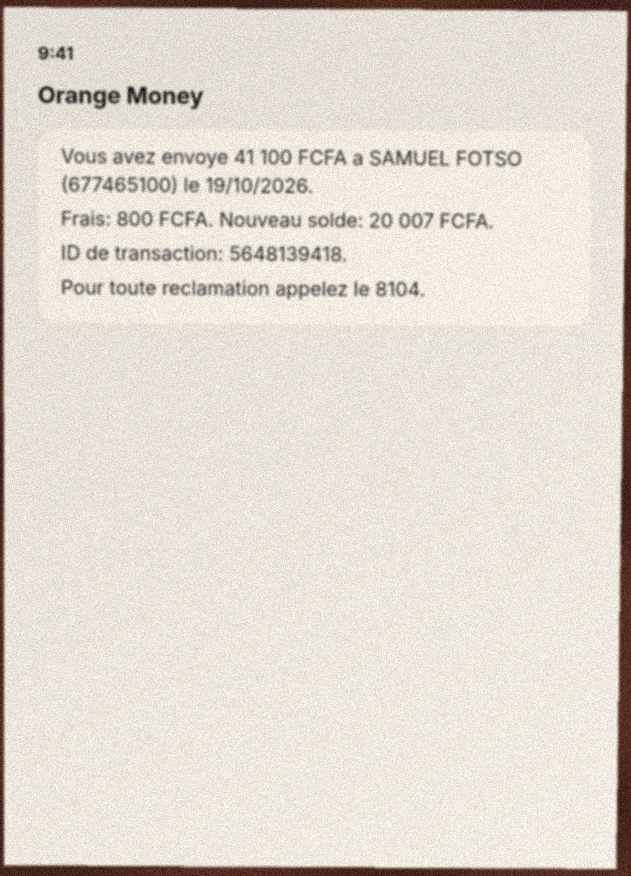 9:41
Orange Money
Vous avez envoye 41 100 FCFA a SAMUEL FOTSO
(677465100) le 19/10/2026.
Frais: 800 FCFA. Nouveau solde: 20 007 FCFA.
ID de transaction: 5648139418.
Pour toute reclamation appelez le 8104.